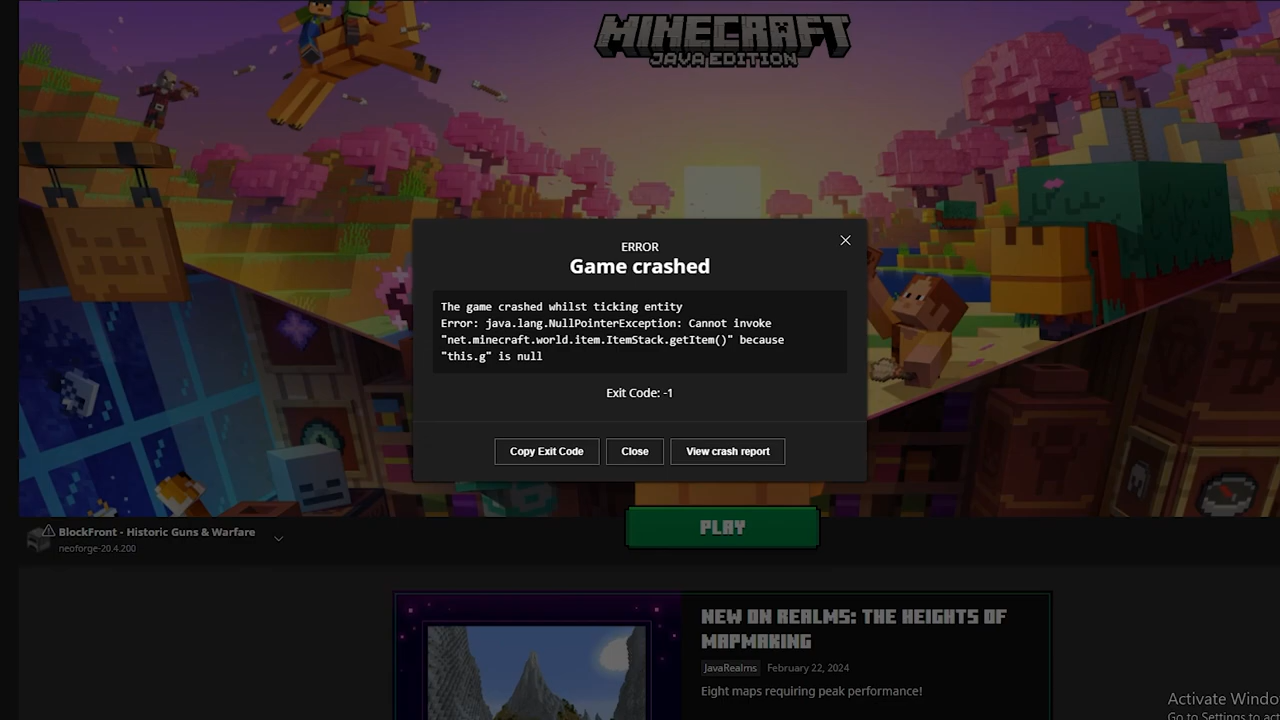 MINECRAFT
JAVA EDITION
ERROR
Game crashed
The game crashed whilst ticking entity
Error: java.lang.NullPointerException: Cannot invoke
"net.minecraft.world.item.ItemStack.getItem()" because
"this.g" is null
Exit Code: -1
Copy Exit Code
Close
View crash report
BlockFront - Historic Guns & Warfare
neoforge-20.4.200
PLAY
NEW ON REALMS: THE HEIGHTS OF
MAPMAKING
JavaRealms
February 22, 2024
Eight maps requiring peak performance!
Activate Windo
Go to Settings to act